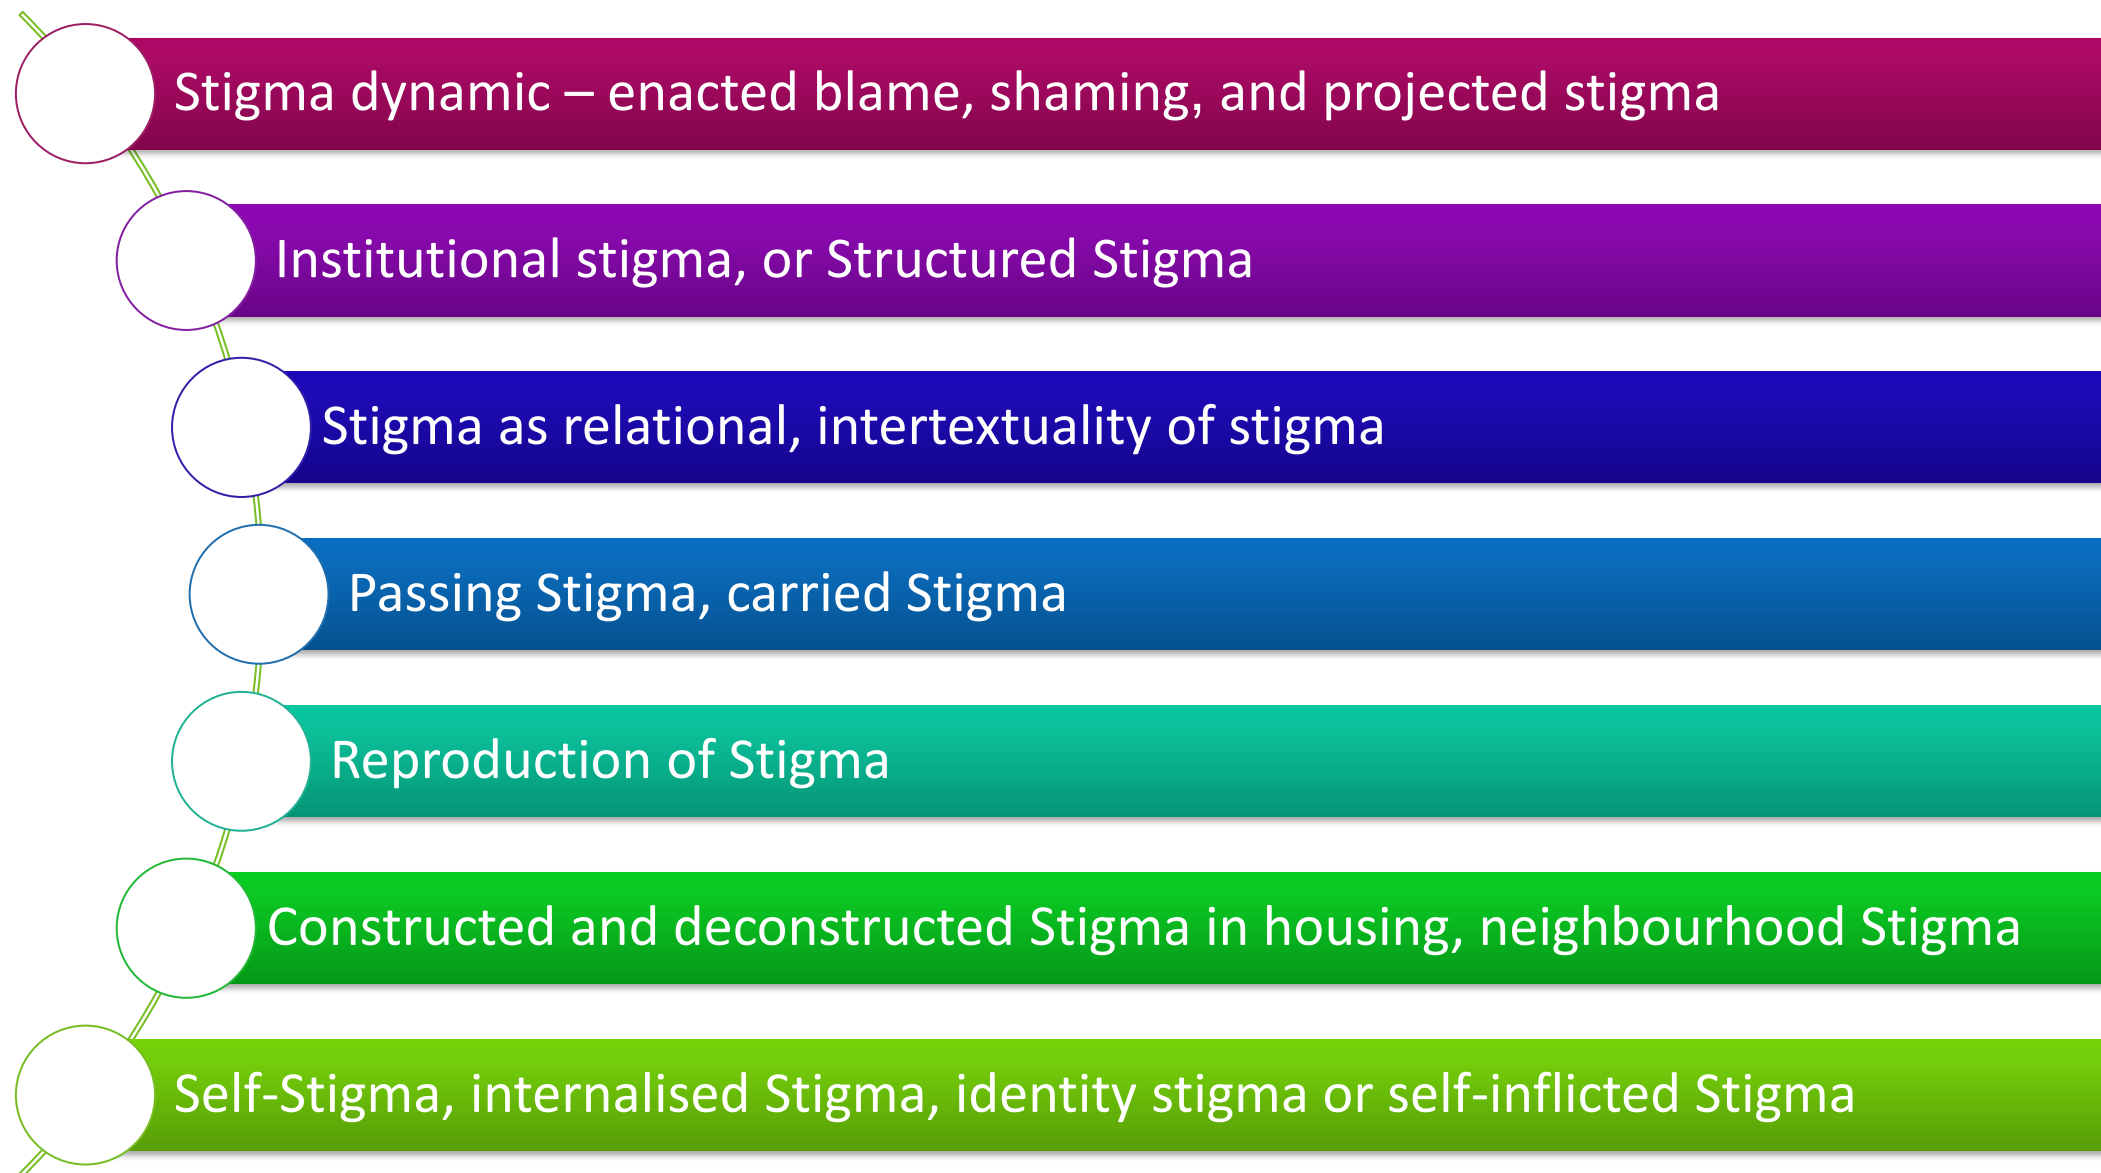 Stigma dynamic – enacted blame, shaming, and projected stigma
Institutional stigma, or Structured Stigma
Stigma as relational, intertextuality of stigma
Passing Stigma, carried Stigma
Reproduction of Stigma
Constructed and deconstructed Stigma in housing, neighbourhood Stigma
Self-Stigma, internalised Stigma, identity stigma or self-inflicted Stigma